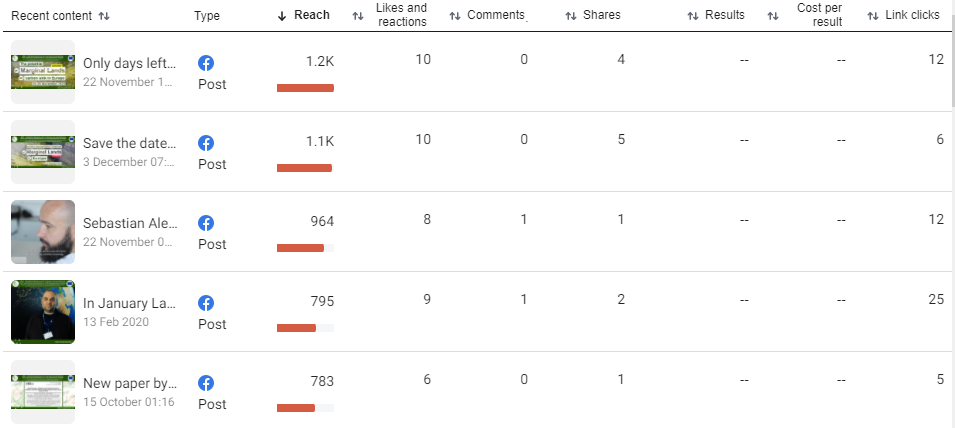 Recent content Type Reach Likes and reactions Comments Shares Results Cost per result Link clicks
Only days left... 1.2K 10 0 4 -- -- 12
22 November 1...
Post
Marginal Lands
Save the date... 1.1K 10 0 5 -- -- 6
3 December 07:...
Post
Marginal Lands
Sebastian Ale... 964 8 1 1 -- -- 12
22 November 0...
Post
In January La... 795 9 1 2 -- -- 25
13 Feb 2020
Post
New paper by... 783 6 0 1 -- -- 5
15 October 01:16
Post